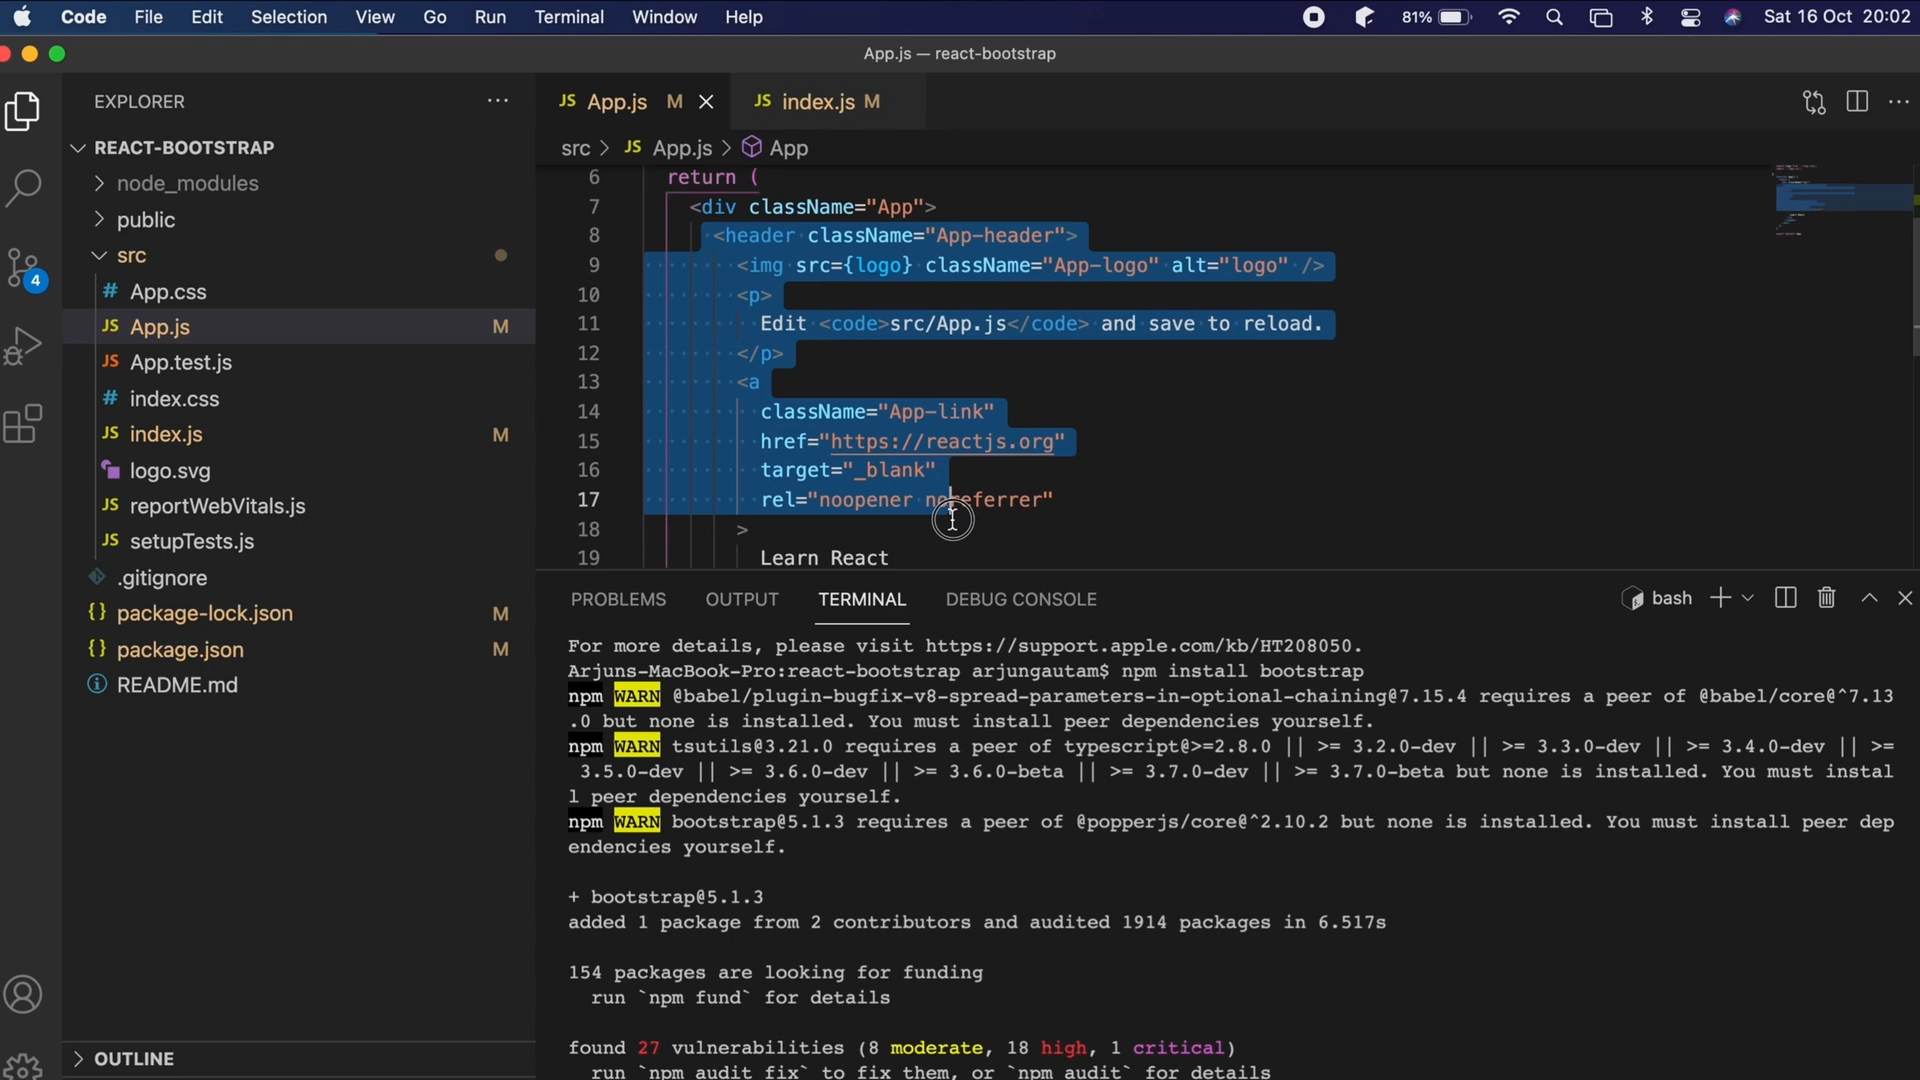 Code File Edit Selection View Go Run Terminal Window Help 81% Sat 16 Oct 20:02
App.js — react-bootstrap
EXPLORER ···
REACT-BOOTSTRAP
node_modules
public
src
# App.css
JS App.js M
JS App.test.js
# index.css
JS index.js M
logo.svg
JS reportWebVitals.js
JS setupTests.js
.gitignore
{} package-lock.json M
{} package.json M
README.md
OUTLINE
4
JS App.js M JS index.js M
src > JS App.js > App
6 return (
7 <div className="App">
8 <header className="App-header">
9 <img src={logo} className="App-logo" alt="logo" />
10 <p>
11 Edit <code>src/App.js</code> and save to reload.
12 </p>
13 <a
14 className="App-link"
15 href="https://reactjs.org"
16 target="_blank"
17 rel="noopener noreferrer"
18 >
19 Learn React
PROBLEMS OUTPUT TERMINAL DEBUG CONSOLE bash
For more details, please visit https://support.apple.com/kb/HT208050.
Arjuns-MacBook-Pro:react-bootstrap arjungautam$ npm install bootstrap
npm WARN @babel/plugin-bugfix-v8-spread-parameters-in-optional-chaining@7.15.4 requires a peer of @babel/core@^7.13
.0 but none is installed. You must install peer dependencies yourself.
npm WARN tsutils@3.21.0 requires a peer of typescript@>=2.8.0 || >= 3.2.0-dev || >= 3.3.0-dev || >= 3.4.0-dev || >=
3.5.0-dev || >= 3.6.0-dev || >= 3.6.0-beta || >= 3.7.0-dev || >= 3.7.0-beta but none is installed. You must instal
l peer dependencies yourself.
npm WARN bootstrap@5.1.3 requires a peer of @popperjs/core@^2.10.2 but none is installed. You must install peer dep
endencies yourself.
+ bootstrap@5.1.3
added 1 package from 2 contributors and audited 1914 packages in 6.517s
154 packages are looking for funding
run `npm fund` for details
found 27 vulnerabilities (8 moderate, 18 high, 1 critical)
run `npm audit fix` to fix them, or `npm audit` for details